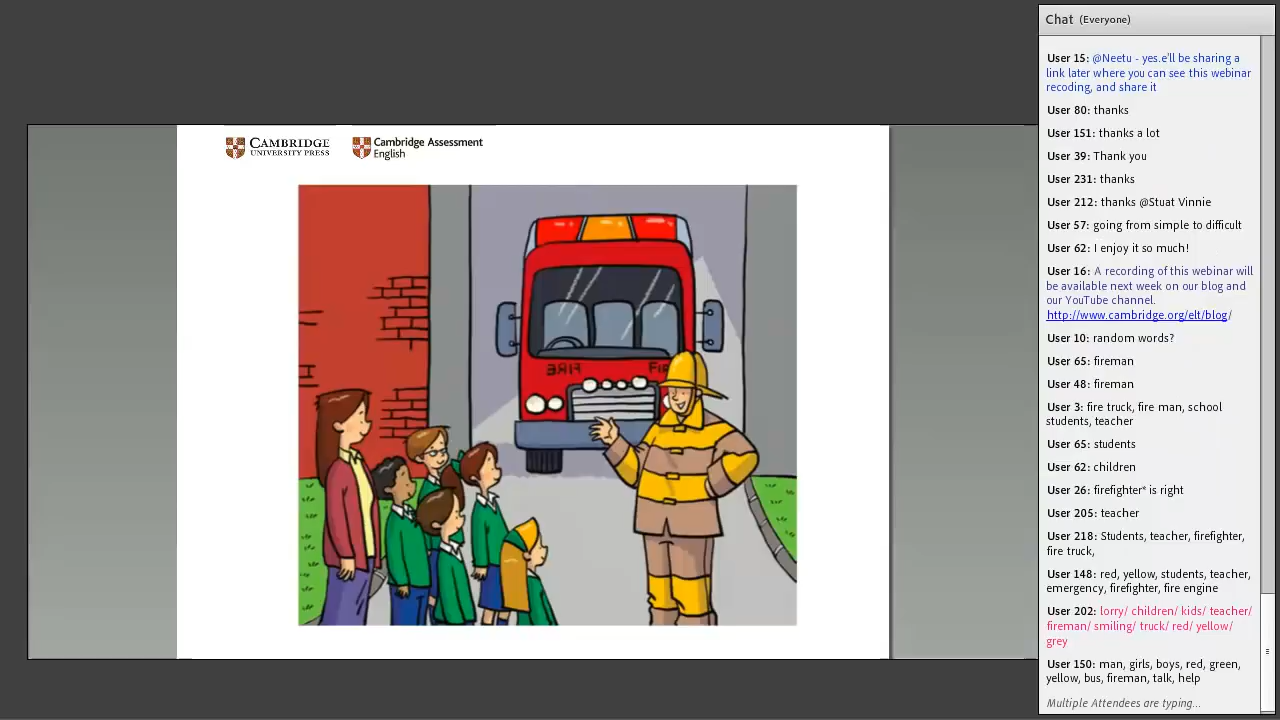 Chat (Everyone)
User 15: @Neetu - yes.e'll be sharing a
link later where you can see this webinar
recoding, and share it
User 80: thanks
User 151: thanks a lot
User 39: Thank you
User 231: thanks
User 212: thanks @Stuat Vinnie
User 57: going from simple to difficult
User 62: I enjoy it so much!
User 16: A recording of this webinar will
be available next week on our blog and
our YouTube channel.
http://www.cambridge.org/elt/blog/
User 10: random words?
User 65: fireman
User 48: fireman
User 3: fire truck, fire man, school
students, teacher
User 65: students
User 62: children
User 26: firefighter* is right
User 205: teacher
User 218: Students, teacher, firefighter,
fire truck,
User 148: red, yellow, students, teacher,
emergency, firefighter, fire engine
User 202: lorry/ children/ kids/ teacher/
fireman/ smiling/ truck/ red/ yellow/
grey
User 150: man, girls, boys, red, green,
yellow, bus, fireman, talk, help
Multiple Attendees are typing...
CAMBRIDGE
UNIVERSITY PRESS
Cambridge Assessment
English
FIRE